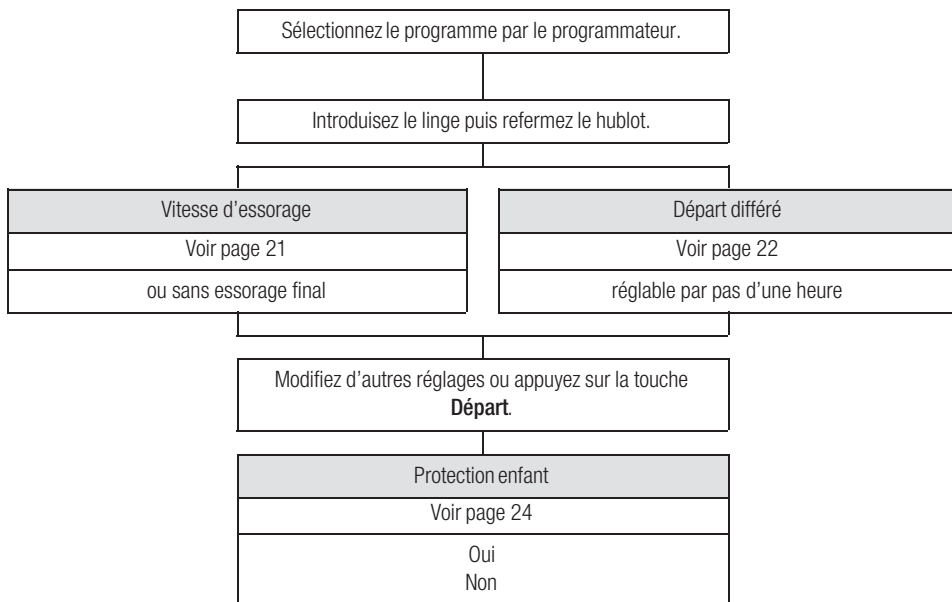 Sélectionnez le programme par le programmateur.
Introduisez le linge puis refermez le hublot.
Vitesse d'essorage
Voir page 21
ou sans essorage final
Départ différé
Voir page 22
réglable par pas d'une heure
Modifiez d'autres réglages ou appuyez sur la touche
Départ.
Protection enfant
Voir page 24
Oui
Non